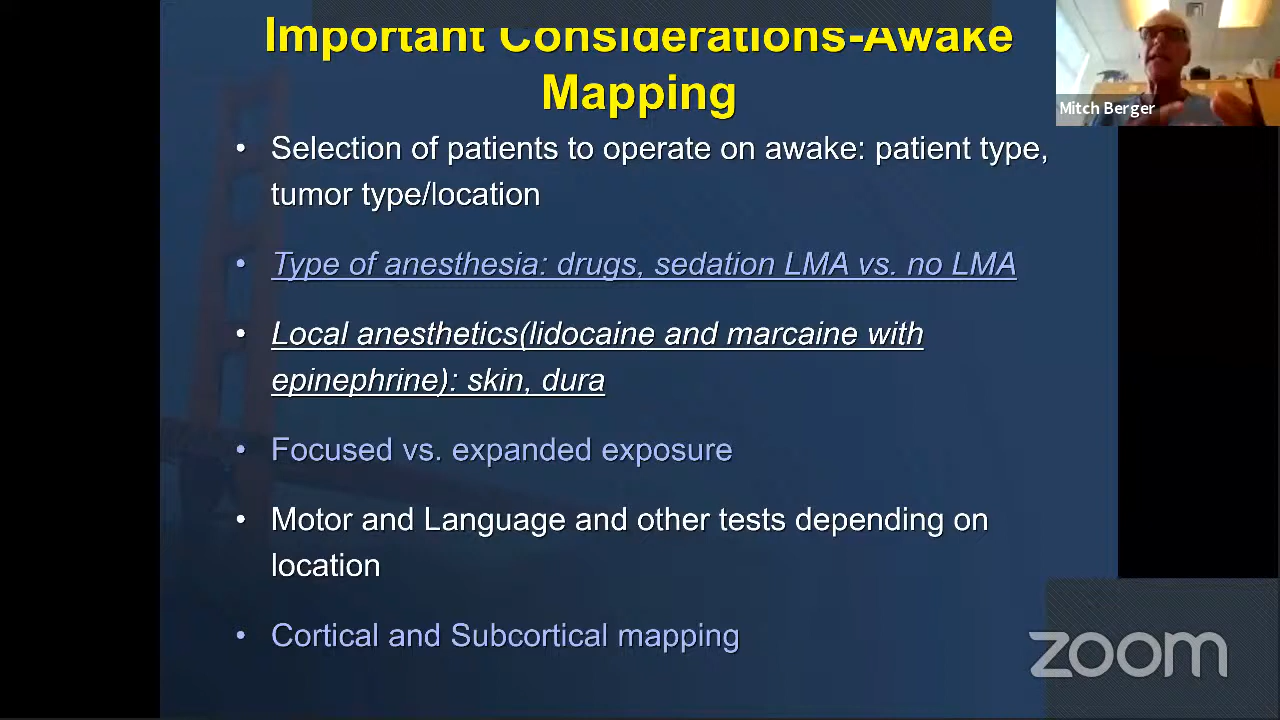 Important Considerations-Awake
Mapping
Mitch Berger
• Selection of patients to operate on awake: patient type,
tumor type/location
• Type of anesthesia: drugs, sedation LMA vs. no LMA
• Local anesthetics(lidocaine and marcaine with
epinephrine): skin, dura
• Focused vs. expanded exposure
• Motor and Language and other tests depending on
location
• Cortical and Subcortical mapping
zoom